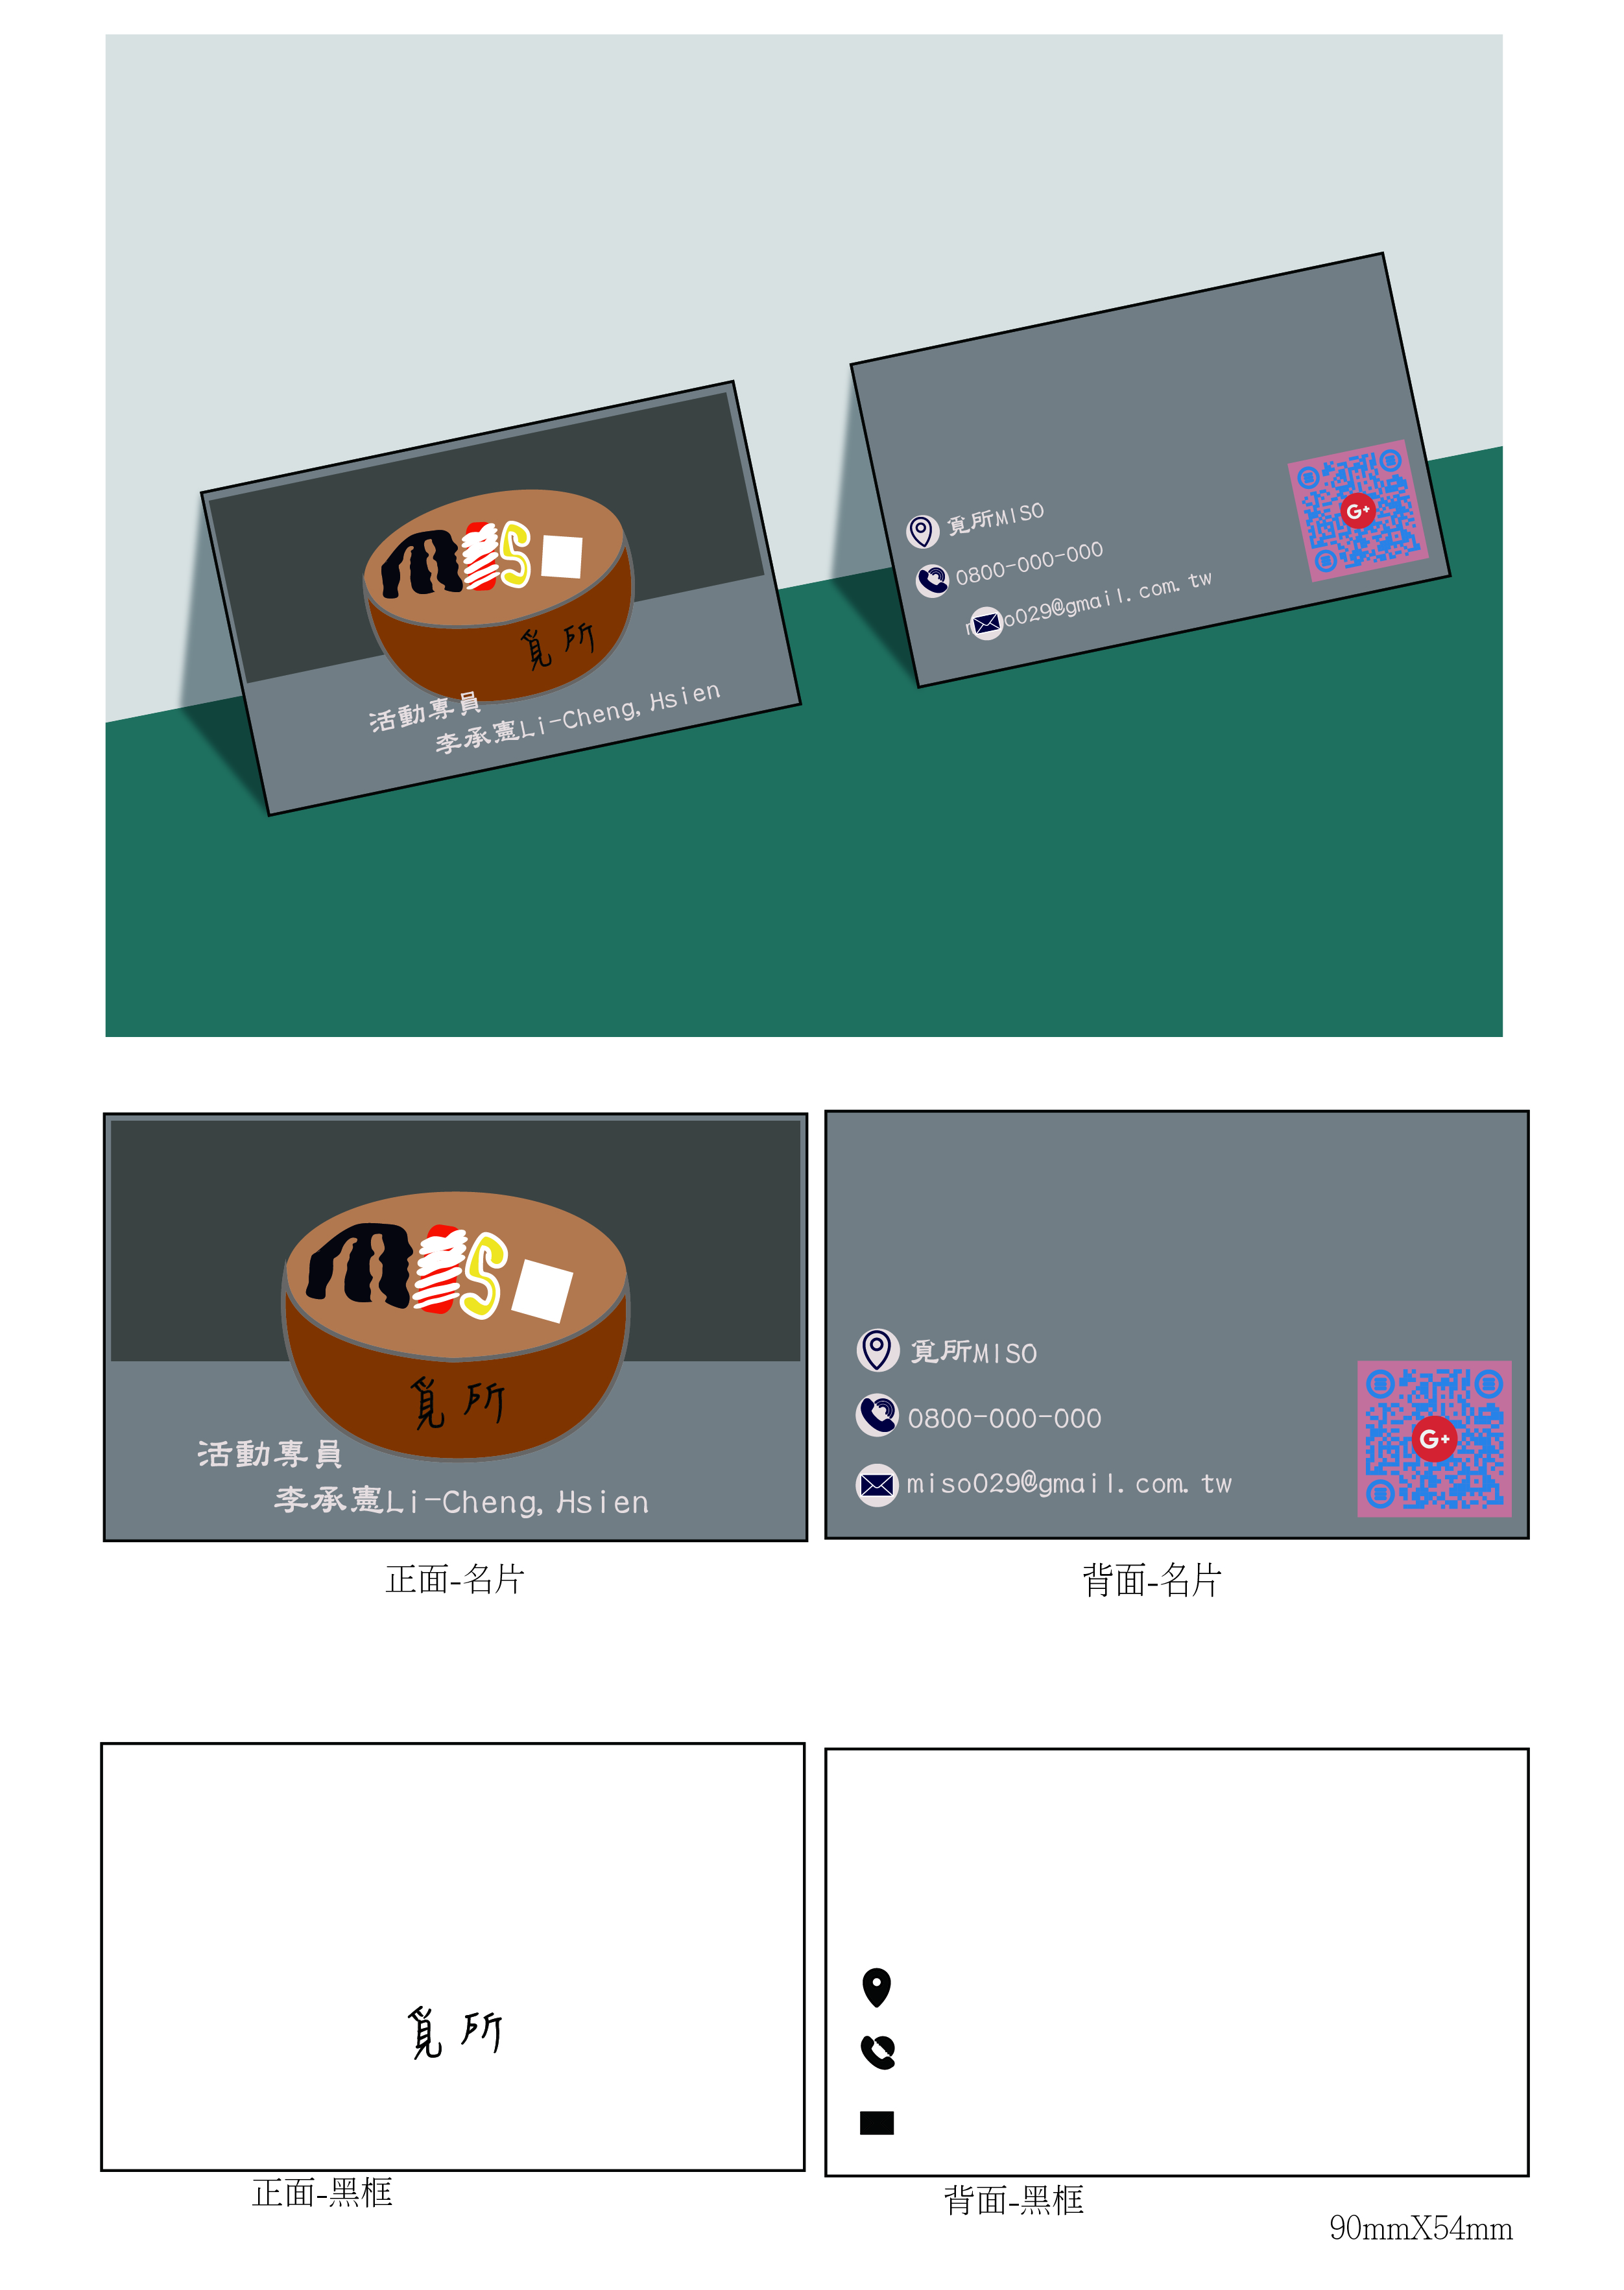 MISO
覓所
活動專員
李承憲Li-Cheng, Hsien
覓所MISO
0800-000-000
o029@gmail.com.tw
G+
MISO
覓所
活動專員
李承憲Li-Cheng, Hsien
覓所MISO
0800-000-000
miso029@gmail.com.tw
G+
正面-名片
背面-名片
覓所
正面-黑框
背面-黑框
90mmX54mm